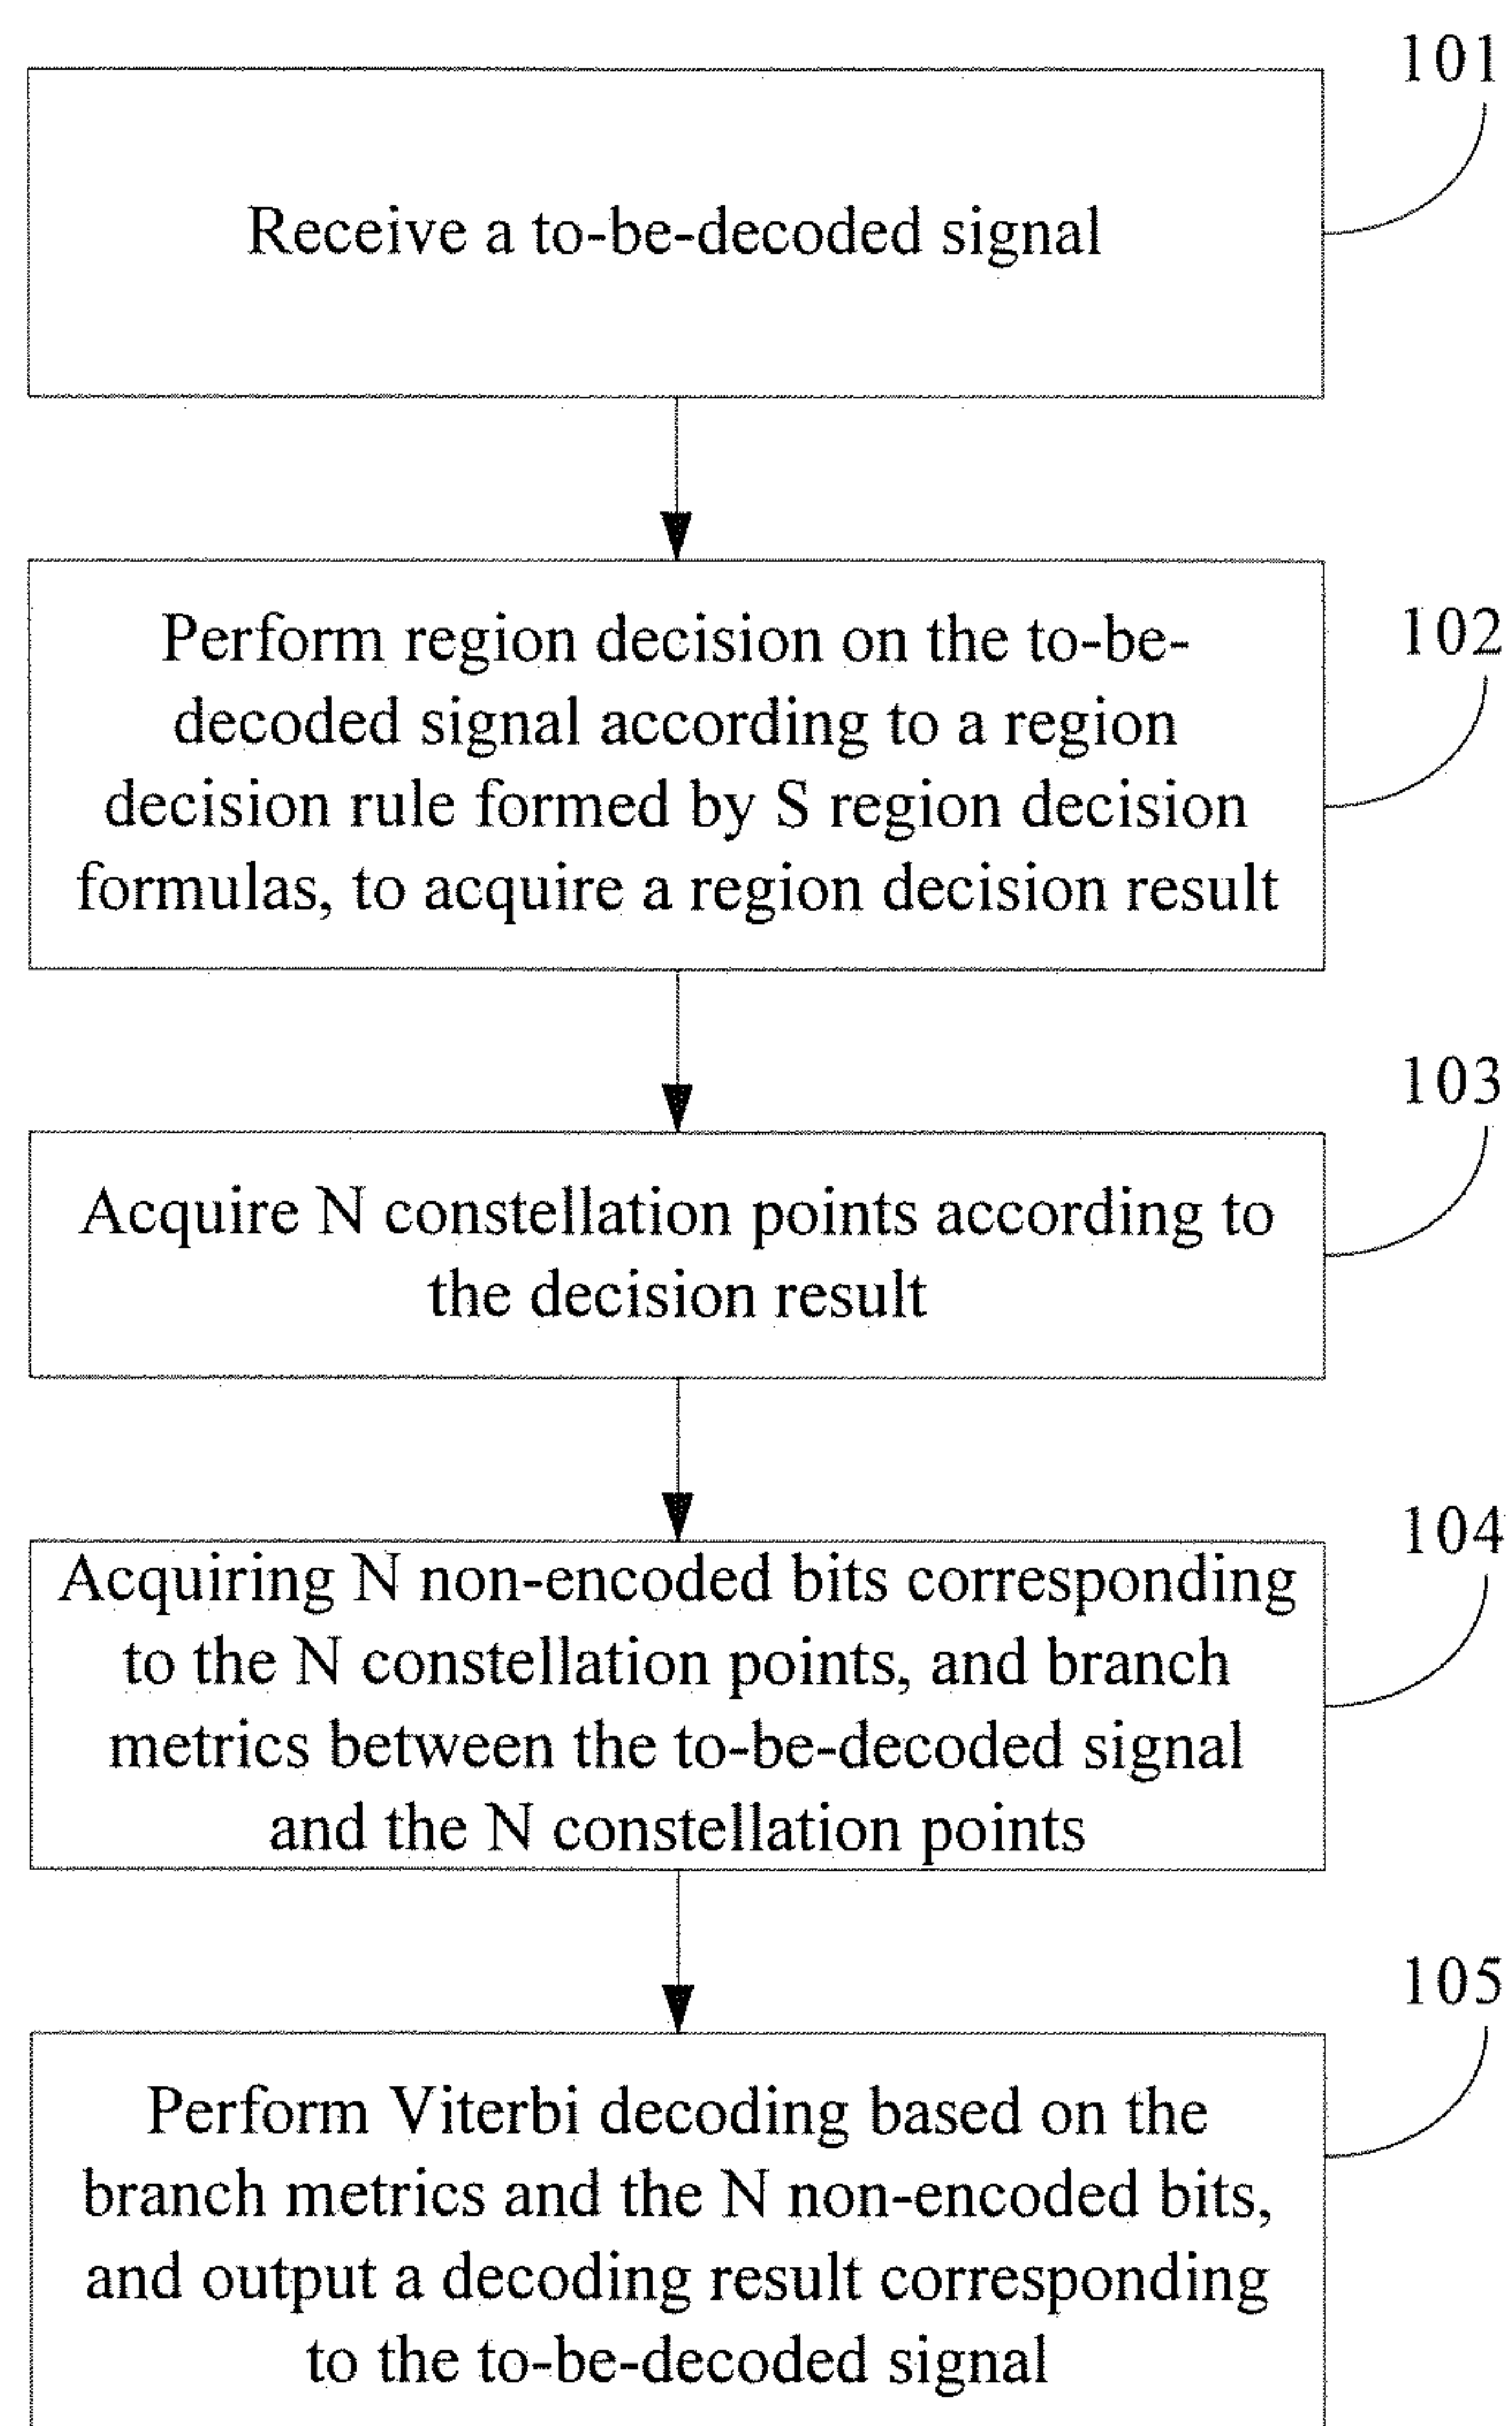 101
Receive a to-be-decoded signal
102
Perform region decision on the to-be-
decoded signal according to a region
decision rule formed by S region decision
formulas, to acquire a region decision result
103
Acquire N constellation points according to
the decision result
104
Acquiring N non-encoded bits corresponding
to the N constellation points, and branch
metrics between the to-be-decoded signal
and the N constellation points
105
Perform Viterbi decoding based on the
branch metrics and the N non-encoded bits,
and output a decoding result corresponding
to the to-be-decoded signal